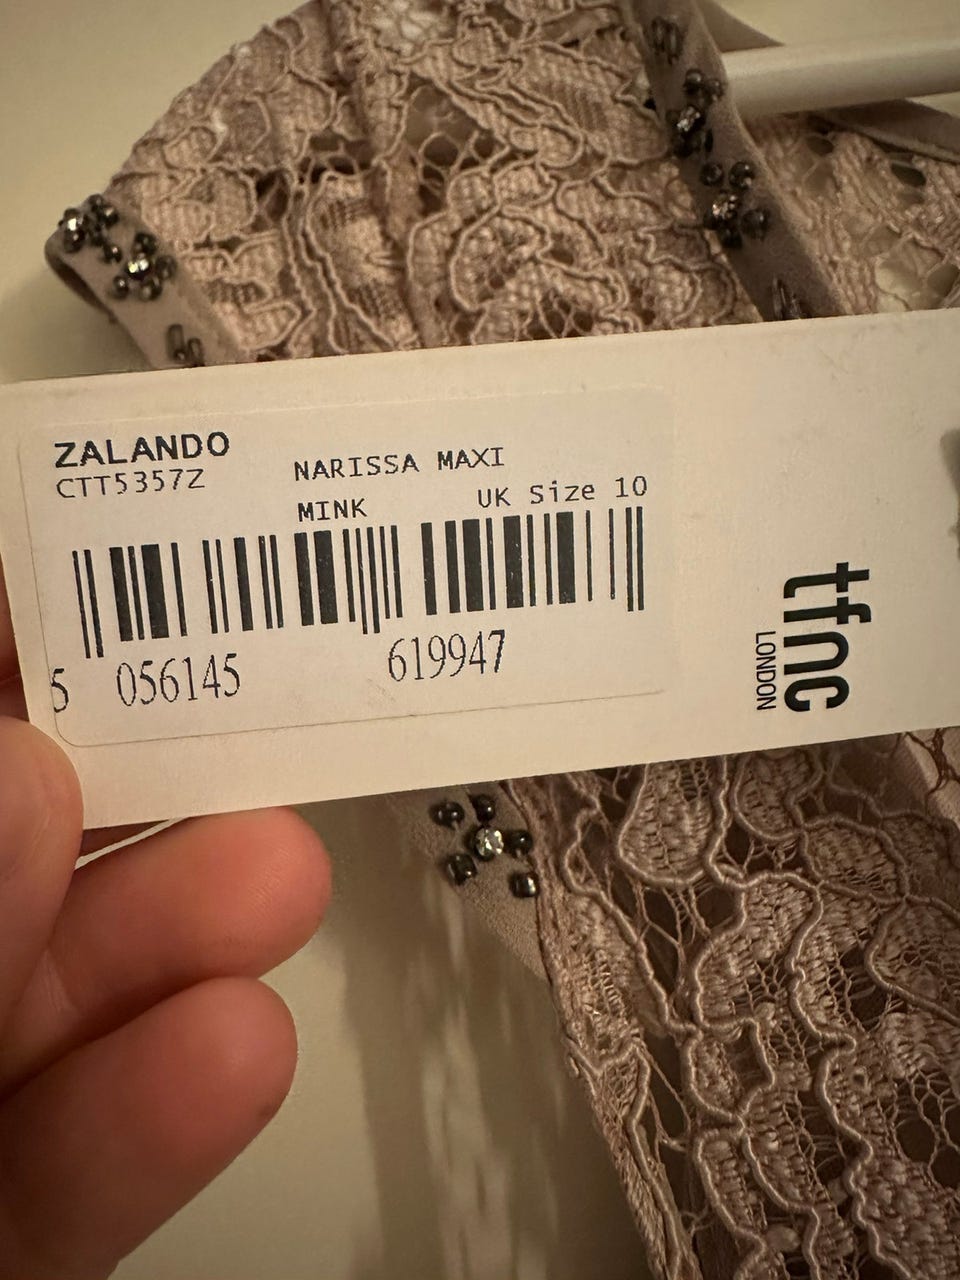 ZALANDO
CTT5357Z
NARISSA MAXI
MINK UK Size 10
5 056145 619947
tfnc
LONDON